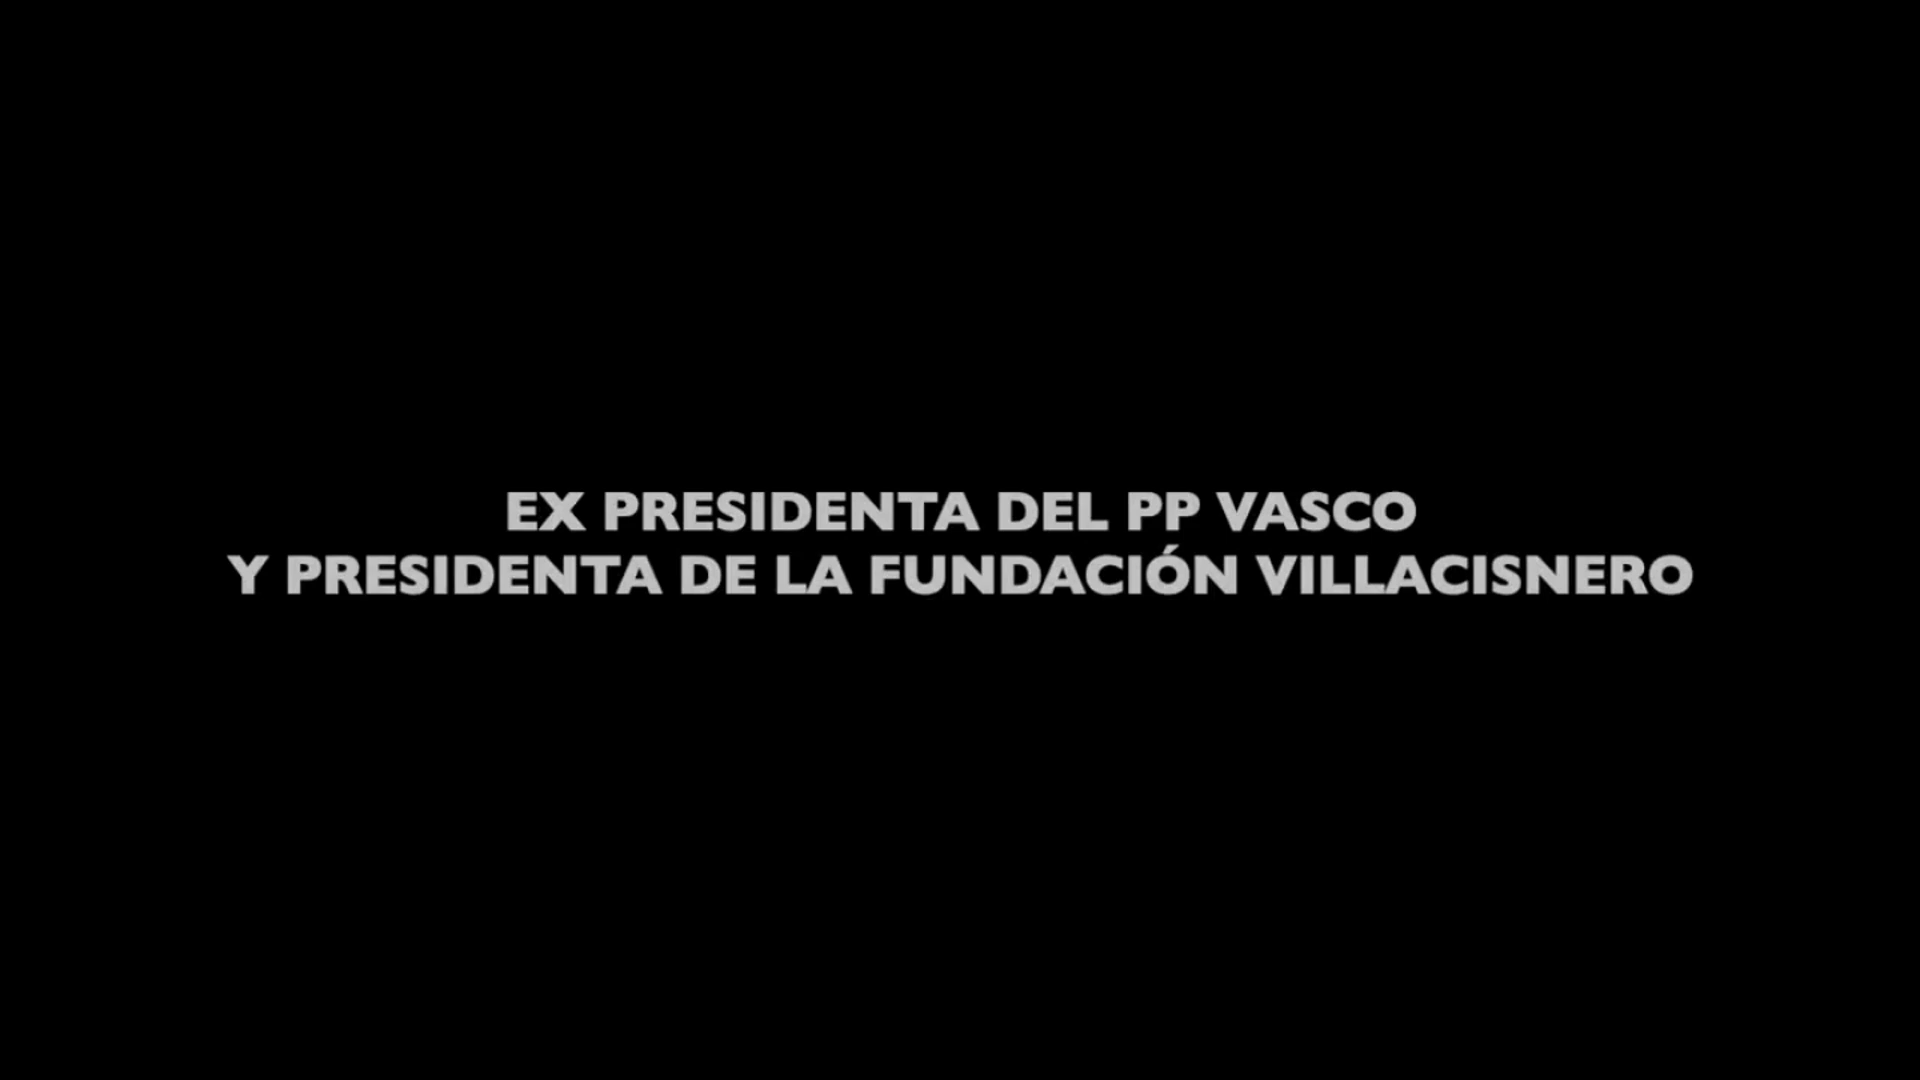 EX PRESIDENTA DEL PP VASCO
Y PRESIDENTA DE LA FUNDACIÓN VILLACISNERO